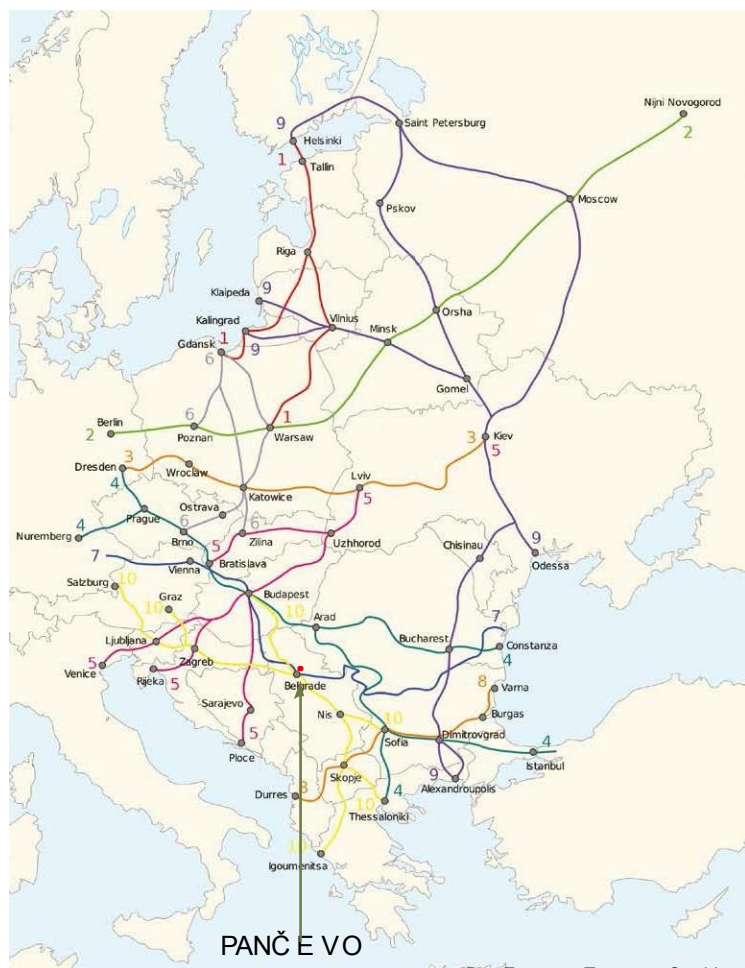 Nijni Novogorod
2
9
Saint Petersburg
Helsinki
1
Tallin
Moscow
Pskov
Riga
Klaipeda
9
Kalingrad
Vilnius
Orsha
Minsk
Gdansk
1
6
9
Gomel
Berlin
2
6
Poznan
1
Warsaw
3
Kiev
5
Dresden
3
Wroclaw
4
Katowice
Lviv
5
Ostrava
Prague
Nuremberg
4
6
Brno
6
Zilina
Uzhhorod
5
Chisinau
9
Odessa
7
Vienna
Bratislava
Salzburg
10
Graz
10
Budapest
10
Arad
7
Ljubljana
Bucharest
Constanza
4
Venice
5
Zagreb
Rijeka
5
Belgrade
8
Varna
Sarajevo
Nis
10
Burgas
Sofia
Dimitrovgrad
5
Ploce
4
Istanbul
Skopje
9
Alexandroupolis
Durres
8
10
4
Thessaloniki
10
Igoumenitsa
PANČEVO